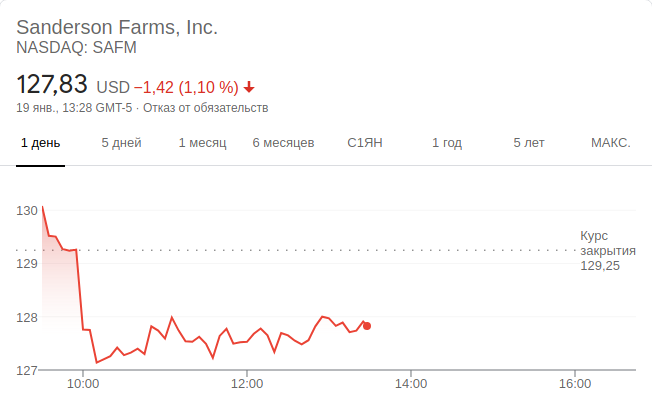 Sanderson Farms, Inc.
NASDAQ: SAFM
127,83 USD −1,42 (1,10 %)
19 янв., 13:28 GMT-5 · Отказ от обязательств
1 день 5 дней 1 месяц 6 месяцев С1ЯН 1 год 5 лет МАКС.
130
Курс
закрытия
129,25
129
128
127
10:00 12:00 14:00 16:00